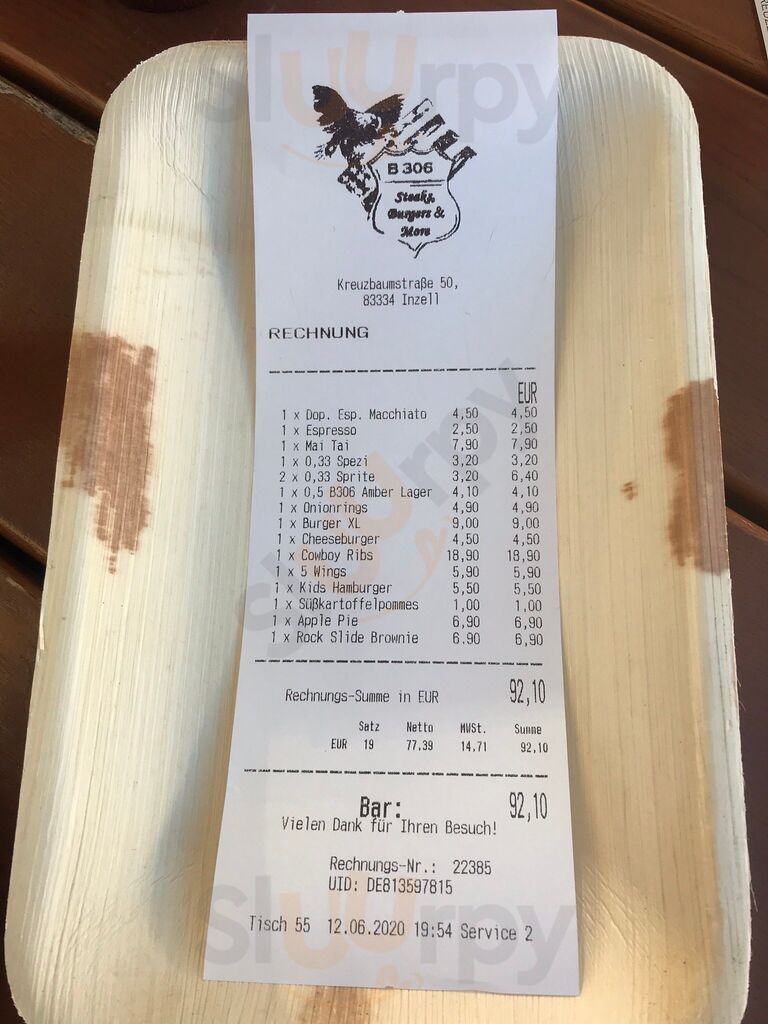 B 306
Steaks,
Burgers &
More
Kreuzbaumstraße 50,
83334 Inzell
RECHNUNG
EUR
1 x Dop. Esp. Macchiato 4,50 4,50
1 x Espresso 2,50 2,50
1 x Mai Tai 7,90 7,90
1 x 0,33 Spezi 3,20 3,20
2 x 0,33 Sprite 3,20 6,40
1 x 0,5 B306 Amber Lager 4,10 4,10
1 x Onionrings 4,90 4,90
1 x Burger XL 9,00 9,00
1 x Cheeseburger 4,50 4,50
1 x Cowboy Ribs 18,90 18,90
1 x 5 Wings 5,90 5,90
1 x Kids Hamburger 5,50 5,50
1 x Süßkartoffelpommes 1,00 1,00
1 x Apple Pie 6,90 6,90
1 x Rock Slide Brownie 6,90 6,90
Rechnungs-Summe in EUR 92,10
Satz Netto MUSt. Summe
EUR 19 77,39 14,71 92,10
Bar: 92,10
Vielen Dank für Ihren Besuch!
Rechnungs-Nr.: 22385
UID: DE813597815
Tisch 55 12.06.2020 19:54 Service 2
sluurpy
sluurpy
sluurpy